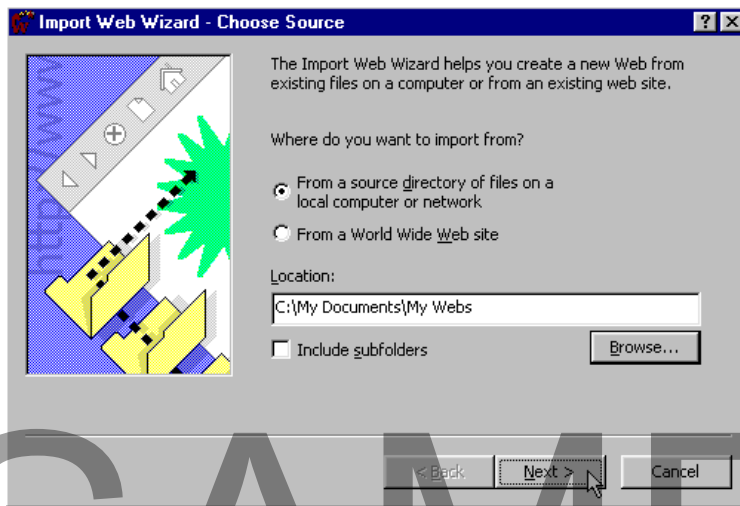 Import Web Wizard - Choose Source
The Import Web Wizard helps you create a new Web from
existing files on a computer or from an existing web site.
http://www
Where do you want to import from?
From a source directory of files on a
local computer or network
From a World Wide Web site
Location:
C:\My Documents\My Webs
Include subfolders
Browse...
< Back
Next >
Cancel